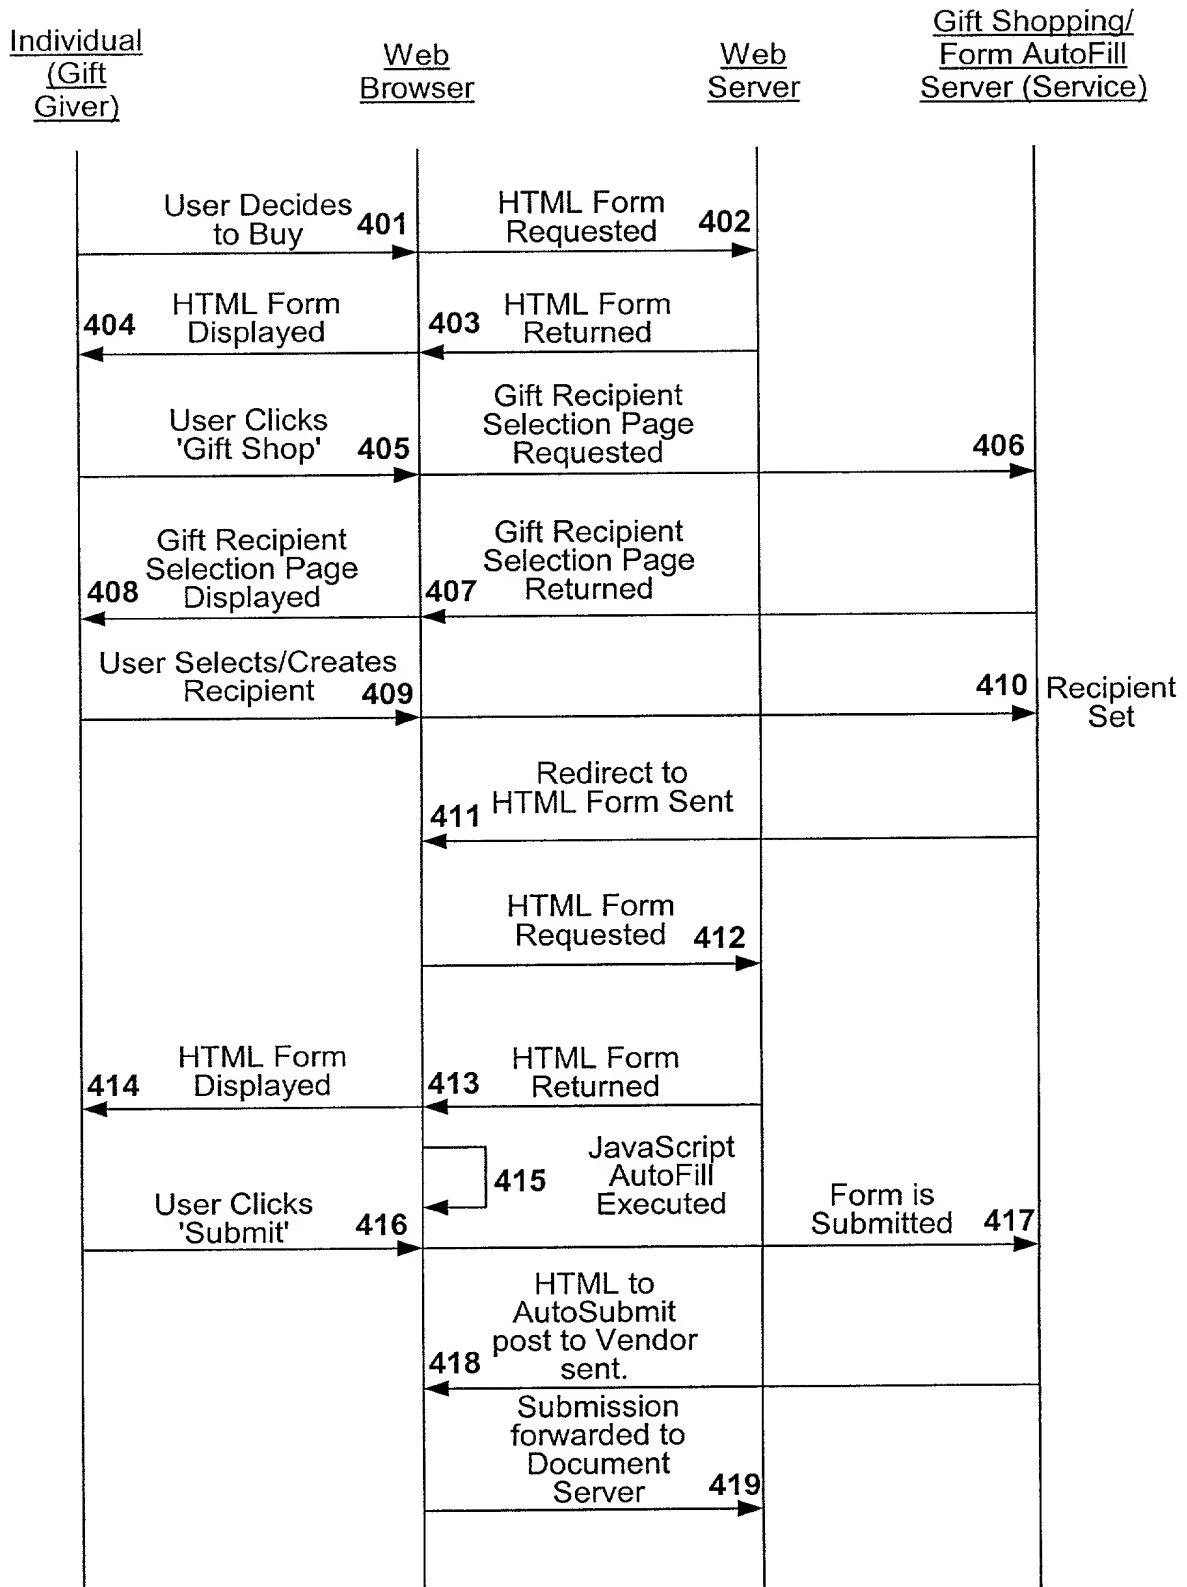 Individual
(Gift
Giver)
Web
Browser
Web
Server
Gift Shopping/
Form AutoFill
Server (Service)
User Decides
to Buy
401
HTML Form
Requested
402
404
HTML Form
Displayed
403
HTML Form
Returned
User Clicks
'Gift Shop'
405
Gift Recipient
Selection Page
Requested
406
408
Gift Recipient
Selection Page
Displayed
407
Gift Recipient
Selection Page
Returned
User Selects/Creates
Recipient
409
410
Recipient
Set
411
Redirect to
HTML Form Sent
HTML Form
Requested
412
414
HTML Form
Displayed
413
HTML Form
Returned
415
JavaScript
AutoFill
Executed
User Clicks
'Submit'
416
Form is
Submitted
417
418
HTML to
AutoSubmit
post to Vendor
sent.
Submission
forwarded to
Document
Server
419